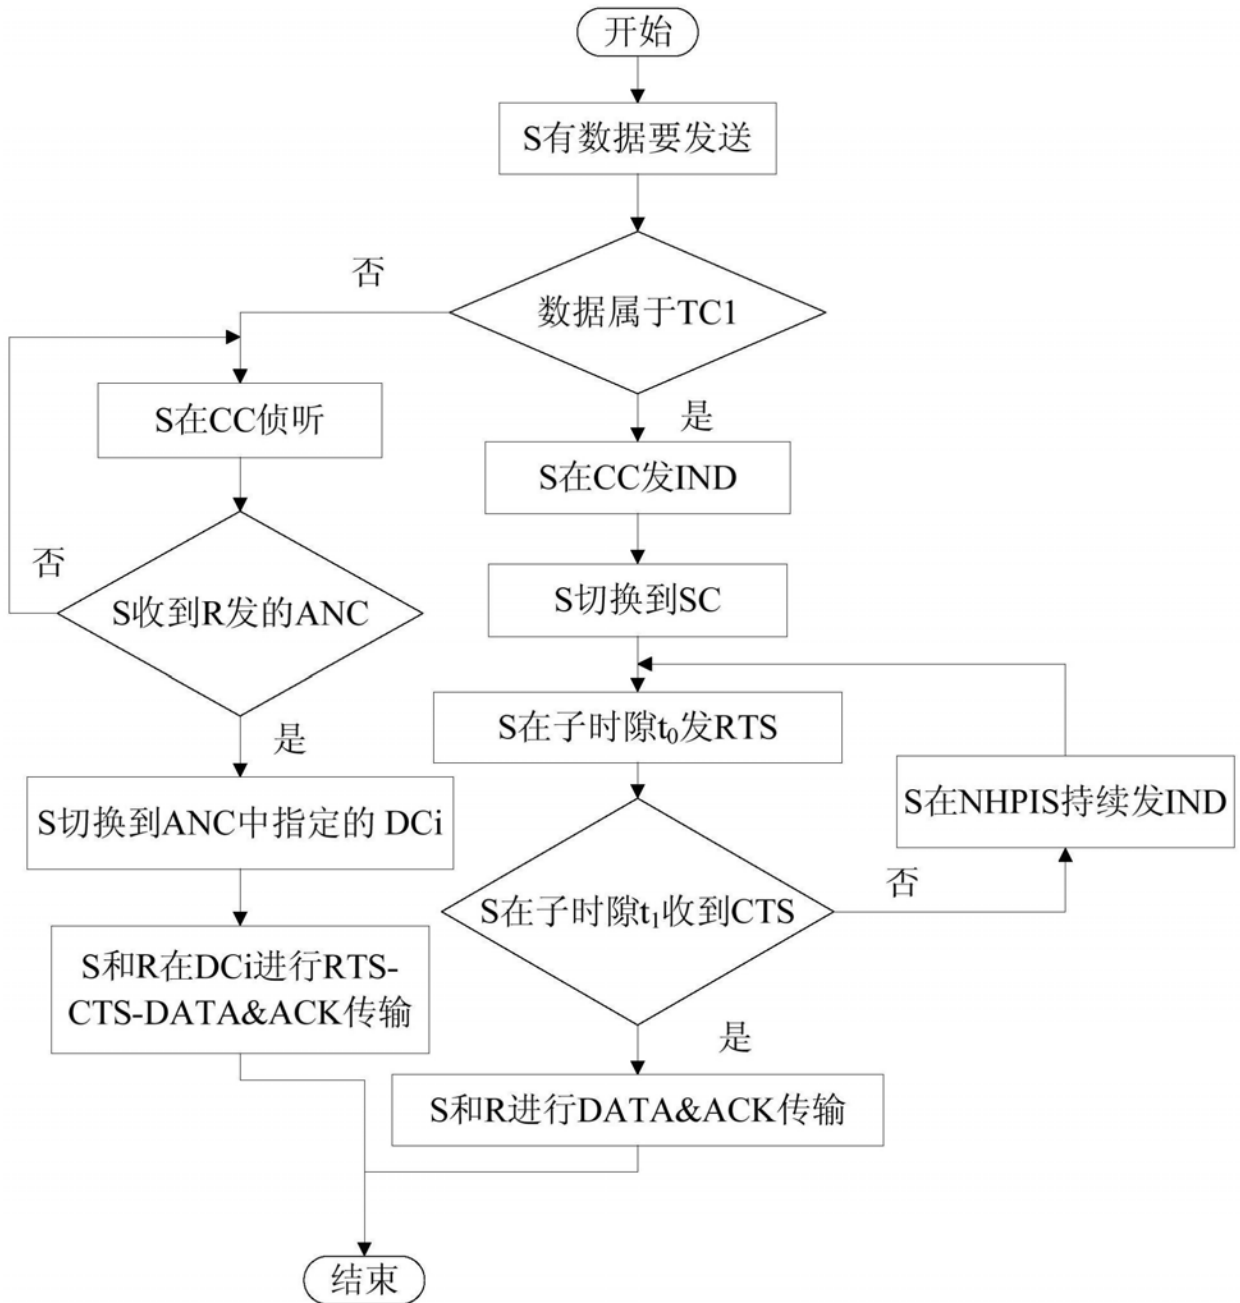 开始
S有数据要发送
否
数据属于TC1
S在CC侦听
是
S在CC发IND
否
S收到R发的ANC
S切换到SC
是
S在子时隙t₀发RTS
S在NHPIS持续发IND
S切换到ANC中指定的 DCi
否
S在子时隙t₁收到CTS
S和R在DCi进行RTS-
CTS-DATA&ACK传输
是
S和R进行DATA&ACK传输
结束